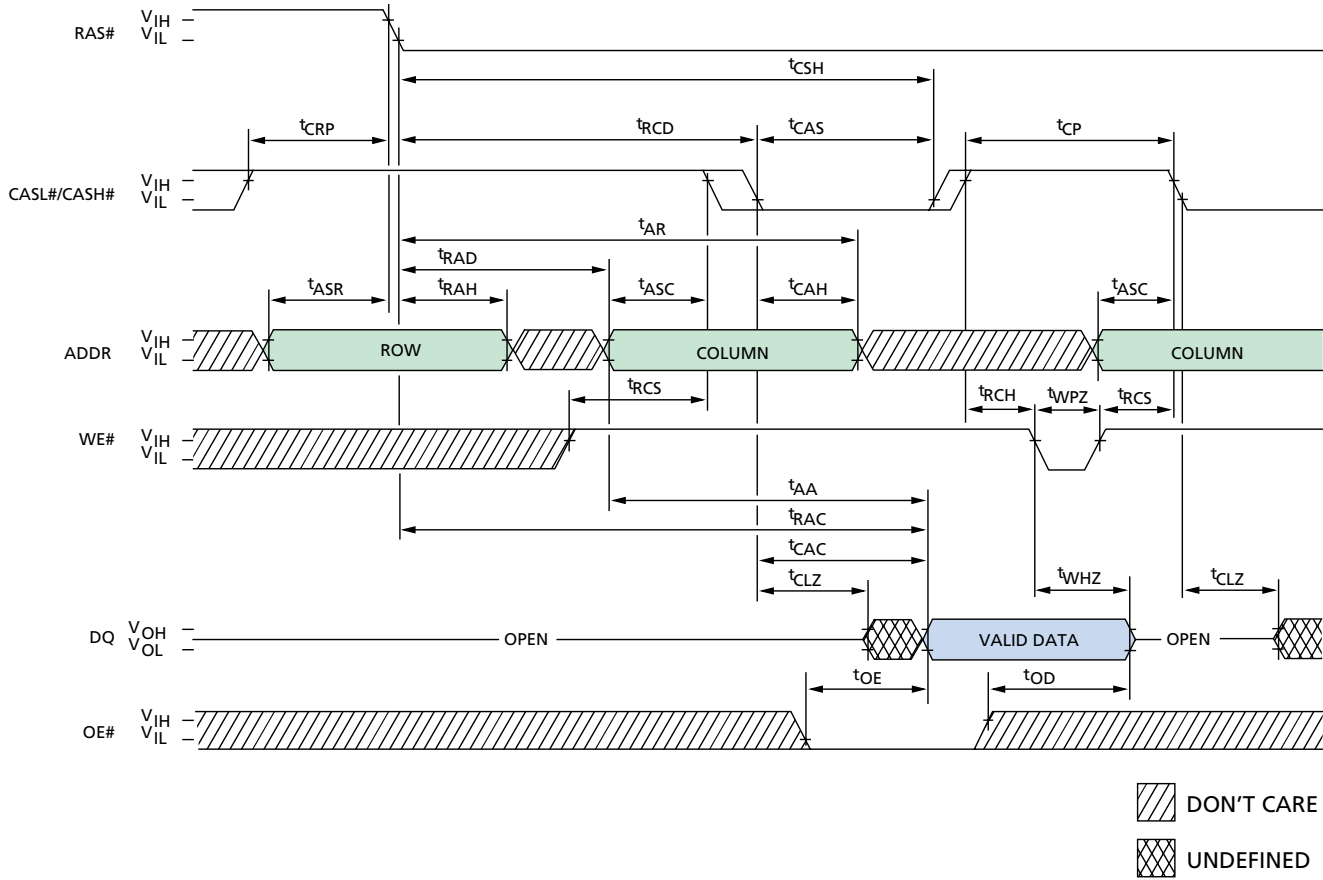 RAS# VIH
VIL
tCSH
tCRP tRCD tCAS tCP
CASL#/CASH# VIH
VIL
tAR
tRAD
tASR tRAH tASC tCAH tASC
ADDR VIH
VIL
ROW COLUMN COLUMN
tRCS tRCH tWPZ tRCS
WE# VIH
VIL
tAA
tRAC
tCAC
tCLZ tWHZ tCLZ
DQ VOH
VOL
OPEN VALID DATA OPEN
tOE tOD
OE# VIH
VIL
DON'T CARE
UNDEFINED